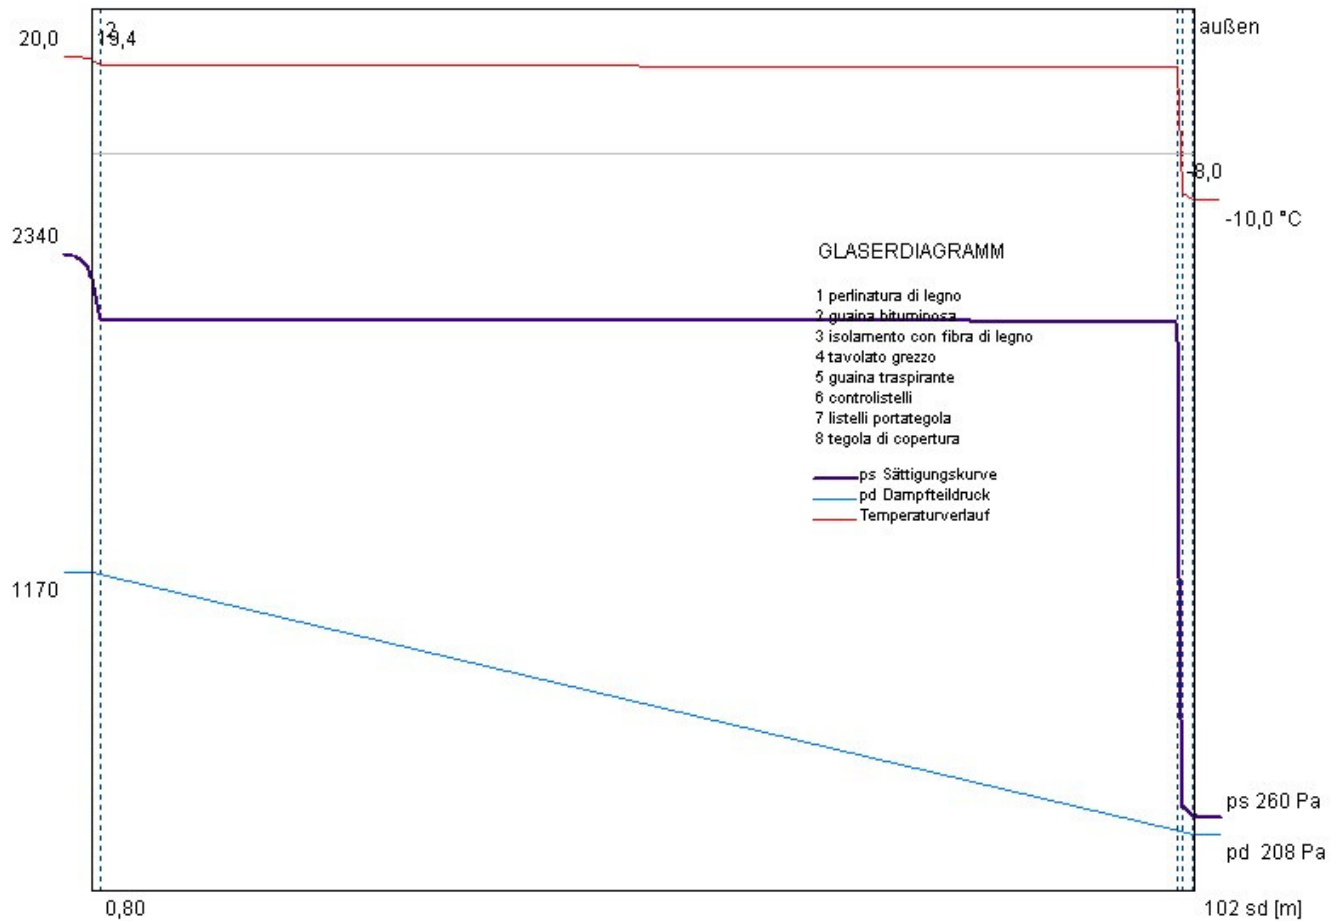 2
außen
20,0
19,4
-8,0
-10,0 °C
2340
GLASERDIAGRAMM
1 perlinatura di legno
2 guaina bituminosa
3 isolamento con fibra di legno
4 tavolato grezzo
5 guaina traspirante
6 controlistelli
7 listelli portategola
8 tegola di copertura
ps Sättigungskurve
pd Dampfteildruck
Temperaturverlauf
1170
ps 260 Pa
pd 208 Pa
0,80
102 sd [m]